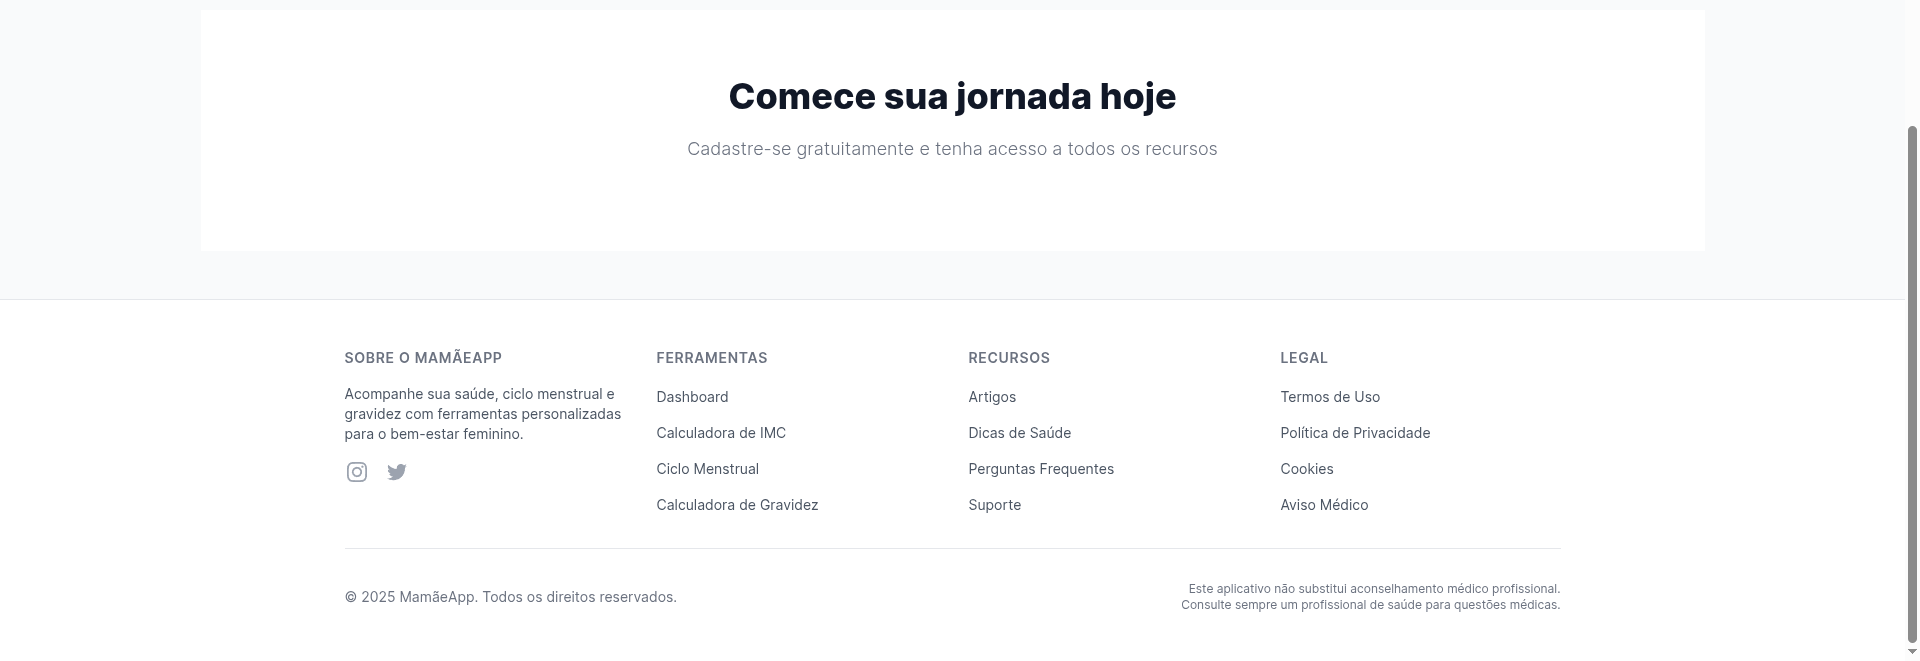 Comece sua jornada hoje
Cadastre-se gratuitamente e tenha acesso a todos os recursos
SOBRE O MAMÃEAPP
Acompanhe sua saúde, ciclo menstrual e
gravidez com ferramentas personalizadas
para o bem-estar feminino.
FERRAMENTAS
Dashboard
Calculadora de IMC
Ciclo Menstrual
Calculadora de Gravidez
RECURSOS
Artigos
Dicas de Saúde
Perguntas Frequentes
Suporte
LEGAL
Termos de Uso
Política de Privacidade
Cookies
Aviso Médico
© 2025 MamãeApp. Todos os direitos reservados.
Este aplicativo não substitui aconselhamento médico profissional.
Consulte sempre um profissional de saúde para questões médicas.